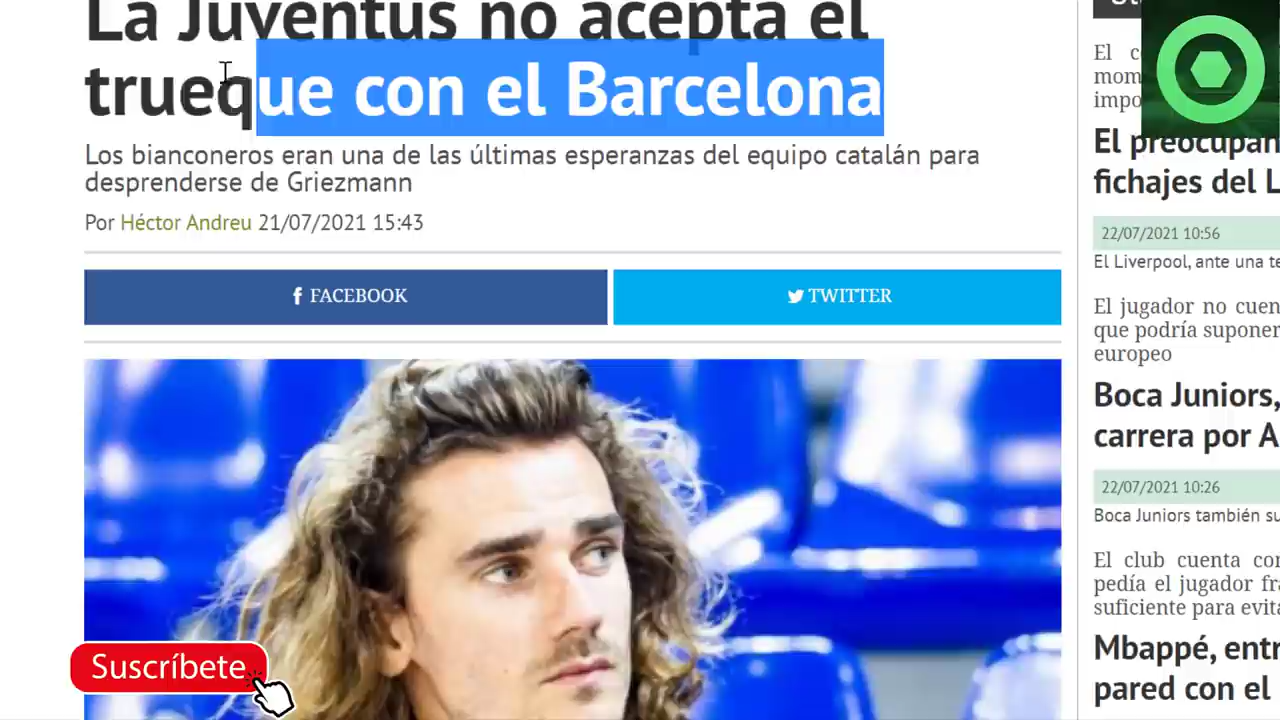 La Juventus no acepta el
trueque con el Barcelona
Los bianconeros eran una de las últimas esperanzas del equipo catalán para
desprenderse de Griezmann
Por Héctor Andreu 21/07/2021 15:43
FACEBOOK
TWITTER
Suscríbete
El
mom
impo
El preocupan
fichajes del L
22/07/2021 10:56
El Liverpool, ante una te
El jugador no cuen
que podría suponer
europeo
Boca Juniors,
carrera por A
22/07/2021 10:26
Boca Juniors también su
El club cuenta con
pedía el jugador fra
suficiente para evita
Mbappé, entr
pared con el